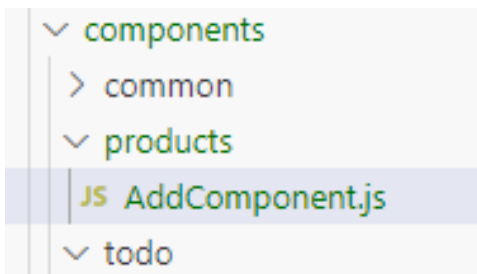 components
common
products
JS AddComponent.js
todo